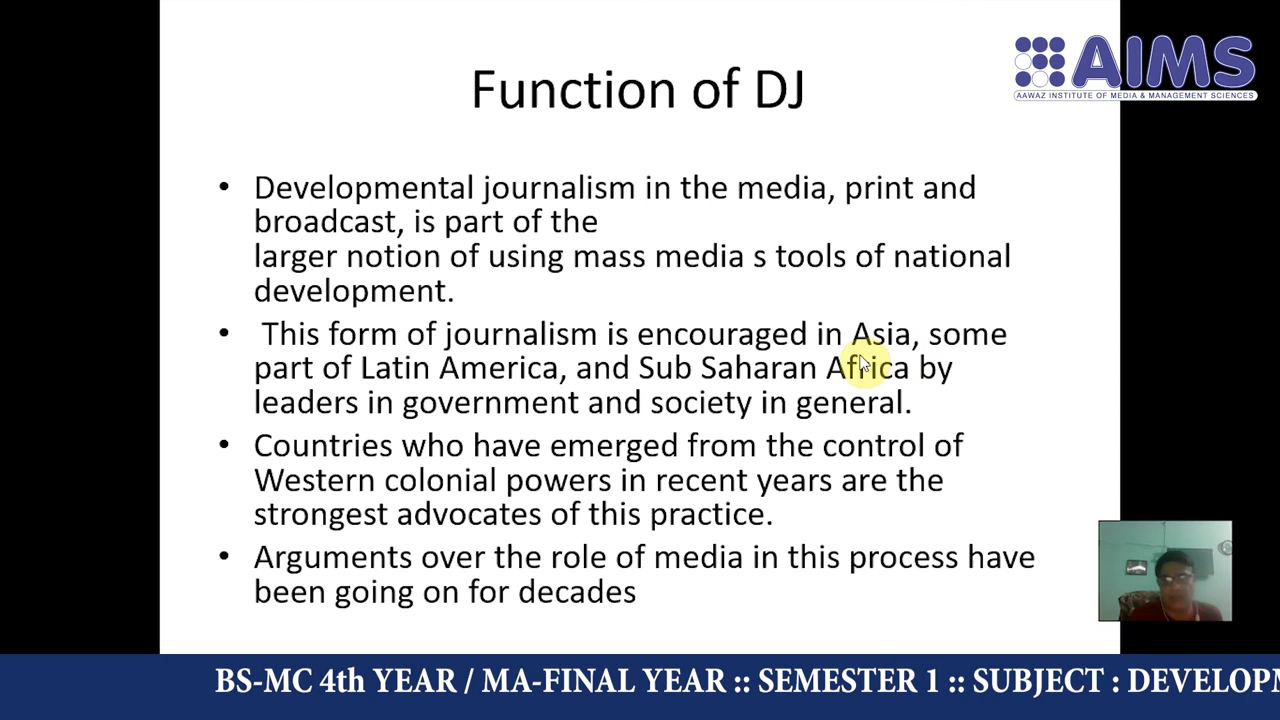 AIMS
AAWAZ INSTITUTE OF MEDIA & MANAGEMENT SCIENCES
Function of DJ
• Developmental journalism in the media, print and
broadcast, is part of the
larger notion of using mass media s tools of national
development.
• This form of journalism is encouraged in Asia, some
part of Latin America, and Sub Saharan Africa by
leaders in government and society in general.
• Countries who have emerged from the control of
Western colonial powers in recent years are the
strongest advocates of this practice.
• Arguments over the role of media in this process have
been going on for decades
BS-MC 4th YEAR / MA-FINAL YEAR :: SEMESTER 1 :: SUBJECT : DEVELOPM